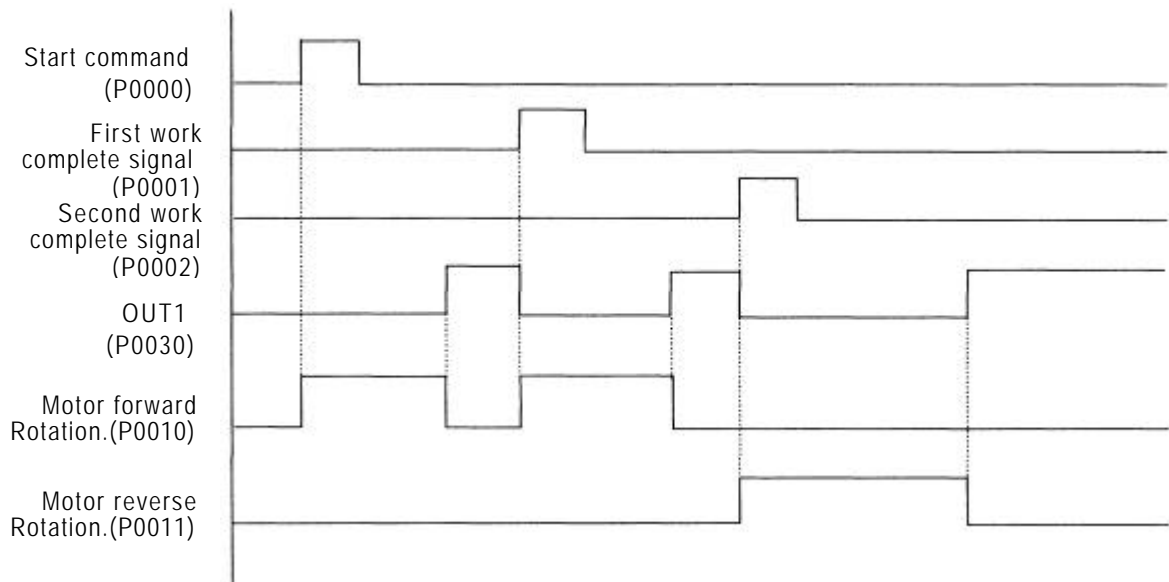 Start command
(P0000)
First work
complete signal
(P0001)
Second work
complete signal
(P0002)
OUT1
(P0030)
Motor forward
Rotation.(P0010)
Motor reverse
Rotation.(P0011)